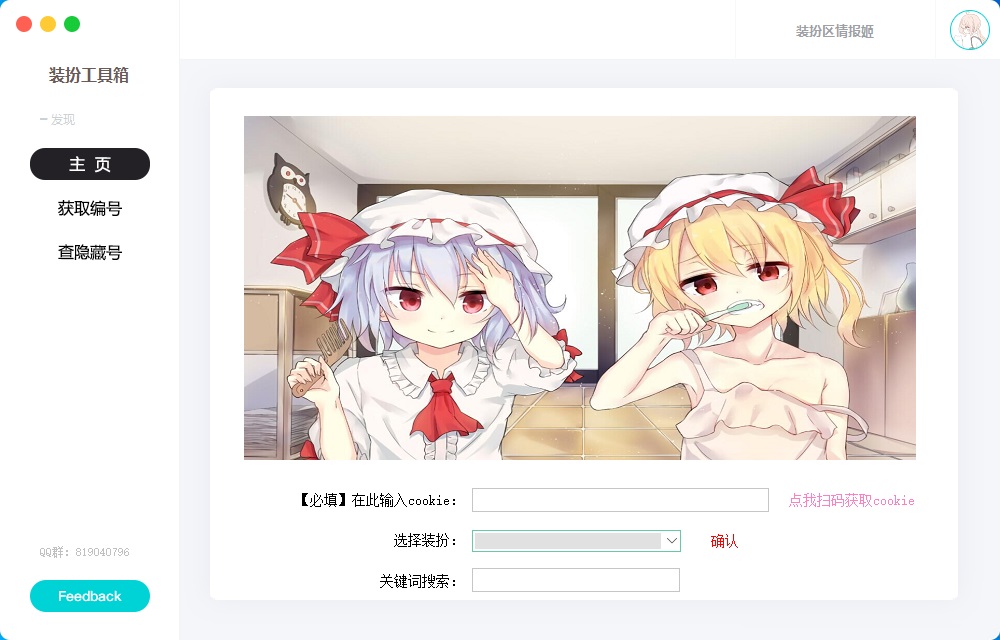 装扮区情报姬
装扮工具箱
发现
主 页
获取编号
查隐藏号
【必填】在此输入cookie：
点我扫码获取cookie
选择装扮：
确认
关键词搜索：
QQ群：819040796
Feedback